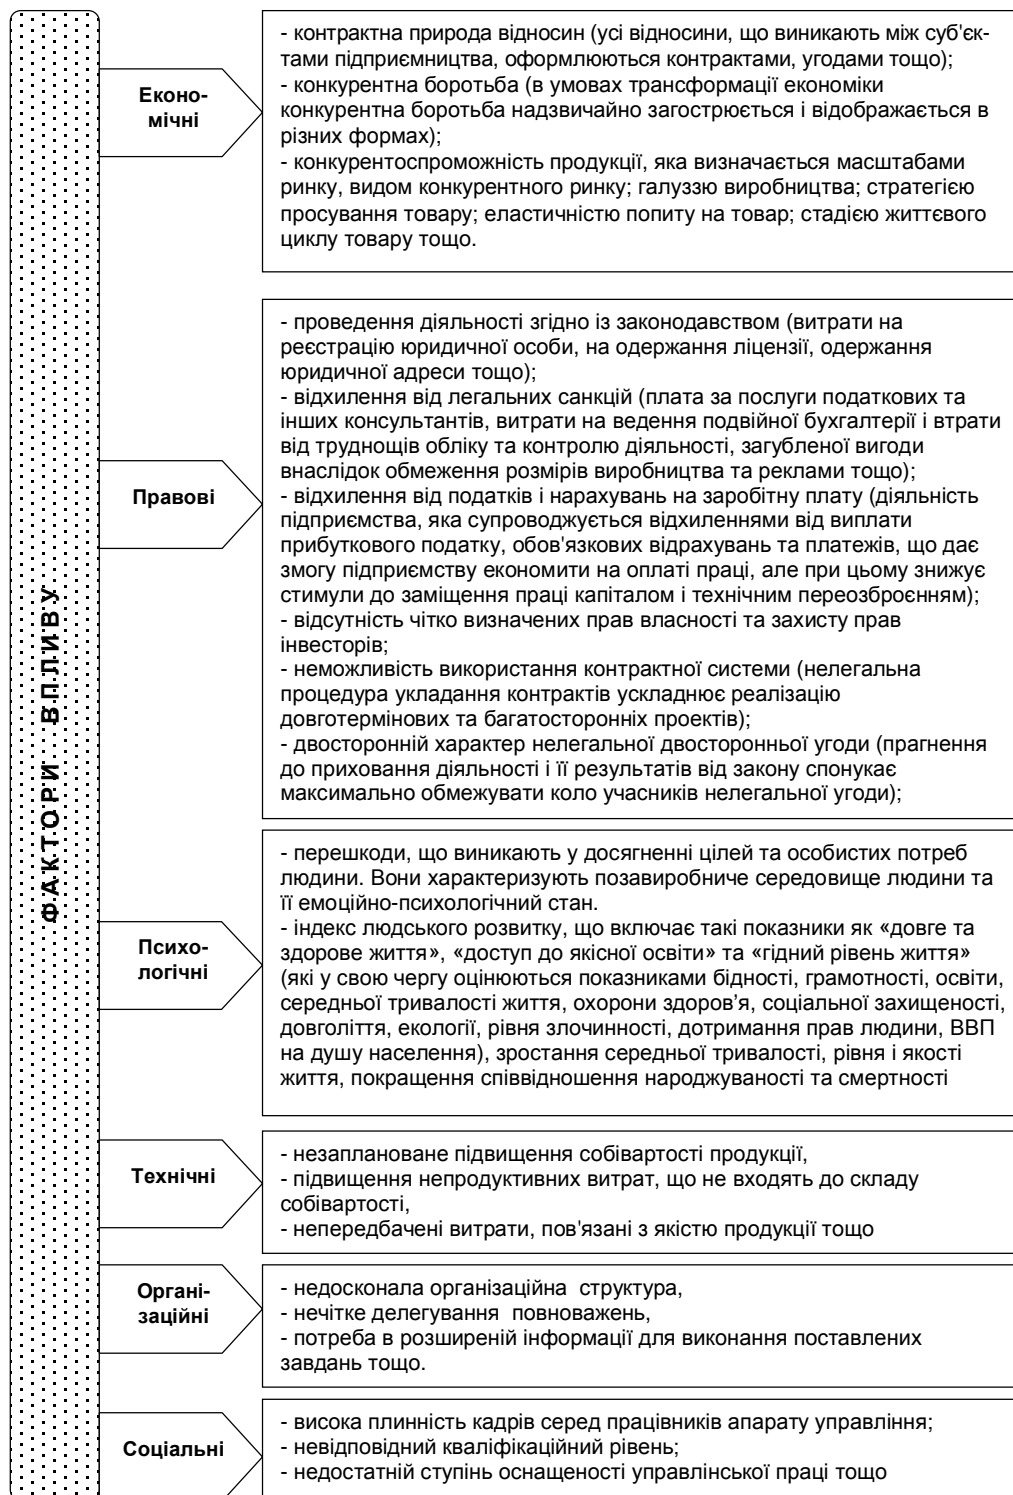 ФАКТОРИ ВПЛИВУ
Еконо-
мічні
- контрактна природа відносин (усі відносини, що виникають між суб'єк-
тами підприємництва, оформлюються контрактами, угодами тощо);
- конкурентна боротьба (в умовах трансформації економіки
конкурентна боротьба надзвичайно загострюється і відображається в
різних формах);
- конкурентоспроможність продукції, яка визначається масштабами
ринку, видом конкурентного ринку; галуззю виробництва; стратегією
просування товару; еластичністю попиту на товар; стадією життєвого
циклу товару тощо.
Правові
- проведення діяльності згідно із законодавством (витрати на
реєстрацію юридичної особи, на одержання ліцензії, одержання
юридичної адреси тощо);
- відхилення від легальних санкцій (плата за послуги податкових та
інших консультантів, витрати на ведення подвійної бухгалтерії і втрати
від труднощів обліку та контролю діяльності, загубленої вигоди
внаслідок обмеження розмірів виробництва та реклами тощо);
- відхилення від податків і нарахувань на заробітну плату (діяльність
підприємства, яка супроводжується відхиленнями від виплати
прибуткового податку, обов'язкових відрахувань та платежів, що дає
змогу підприємству економити на оплаті праці, але при цьому знижує
стимули до заміщення праці капіталом і технічним переозброєнням);
- відсутність чітко визначених прав власності та захисту прав
інвесторів;
- неможливість використання контрактної системи (нелегальна
процедура укладання контрактів ускладнює реалізацію
довготермінових та багатосторонніх проектів);
- двосторонній характер нелегальної двосторонньої угоди (прагнення
до приховання діяльності і її результатів від закону спонукає
максимально обмежувати коло учасників нелегальної угоди);
Психо-
логічні
- перешкоди, що виникають у досягненні цілей та особистих потреб
людини. Вони характеризують позавиробниче середовище людини та
її емоційно-психологічний стан.
- індекс людського розвитку, що включає такі показники як «довге та
здорове життя», «доступ до якісної освіти» та «гідний рівень життя»
(які у свою чергу оцінюються показниками бідності, грамотності, освіти,
середньої тривалості життя, охорони здоров’я, соціальної захищеності,
довголіття, екології, рівня злочинності, дотримання прав людини, ВВП
на душу населення), зростання середньої тривалості, рівня і якості
життя, покращення співвідношення народжуваності та смертності
Технічні
- незаплановане підвищення собівартості продукції,
- підвищення непродуктивних витрат, що не входять до складу
собівартості,
- непередбачені витрати, пов'язані з якістю продукції тощо
Органі-
заційні
- недосконала організаційна структура,
- нечітке делегування повноважень,
- потреба в розширеній інформації для виконання поставлених
завдань тощо.
Соціальні
- висока плинність кадрів серед працівників апарату управління;
- невідповідний кваліфікаційний рівень;
- недостатній ступінь оснащеності управлінської праці тощо